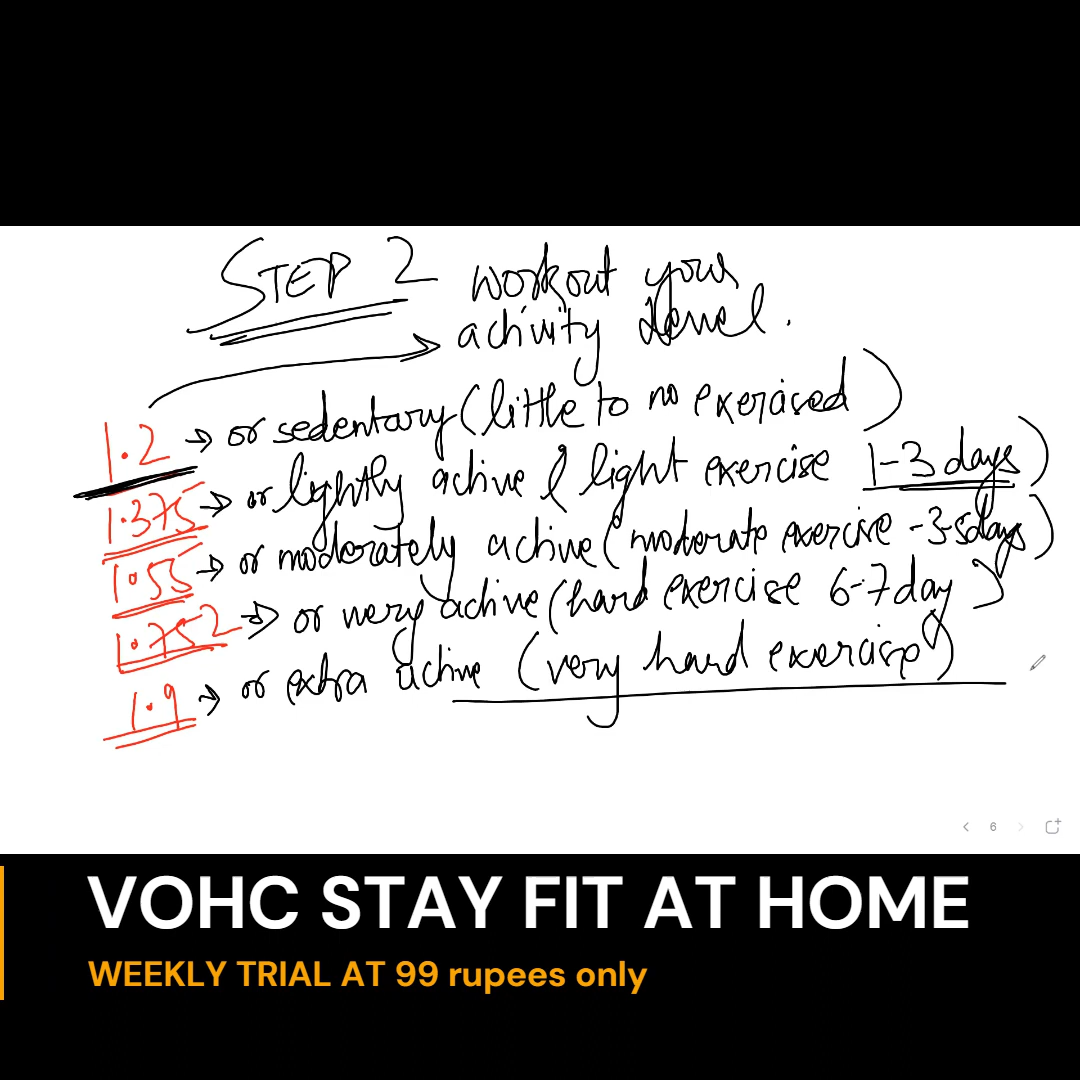 STEP 2 workout your
activity level.
1.2 → or sedentary (little to no exercised)
1.375 → or lightly active ( light exercise 1-3 days)
1.55 → or moderately active (moderate exercise -3-5days)
1.752 → or very active (hard exercise 6-7 day)
1.9 → or extra active (very hard exercise)
< 6 >
VOHC STAY FIT AT HOME
WEEKLY TRIAL AT 99 rupees only